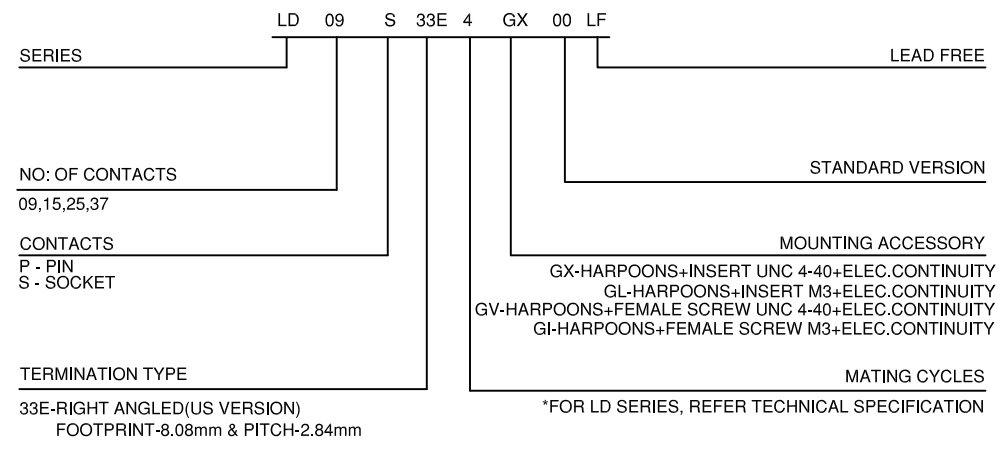 LD 09 S 33E 4 GX 00 LF
SERIES
LEAD FREE
NO: OF CONTACTS
09,15,25,37
STANDARD VERSION
CONTACTS
P - PIN
S - SOCKET
MOUNTING ACCESSORY
GX-HARPOONS+INSERT UNC 4-40+ELEC.CONTINUITY
GL-HARPOONS+INSERT M3+ELEC.CONTINUITY
GV-HARPOONS+FEMALE SCREW UNC 4-40+ELEC.CONTINUITY
GI-HARPOONS+FEMALE SCREW M3+ELEC.CONTINUITY
TERMINATION TYPE
33E-RIGHT ANGLED(US VERSION)
FOOTPRINT-8.08mm & PITCH-2.84mm
MATING CYCLES
*FOR LD SERIES, REFER TECHNICAL SPECIFICATION